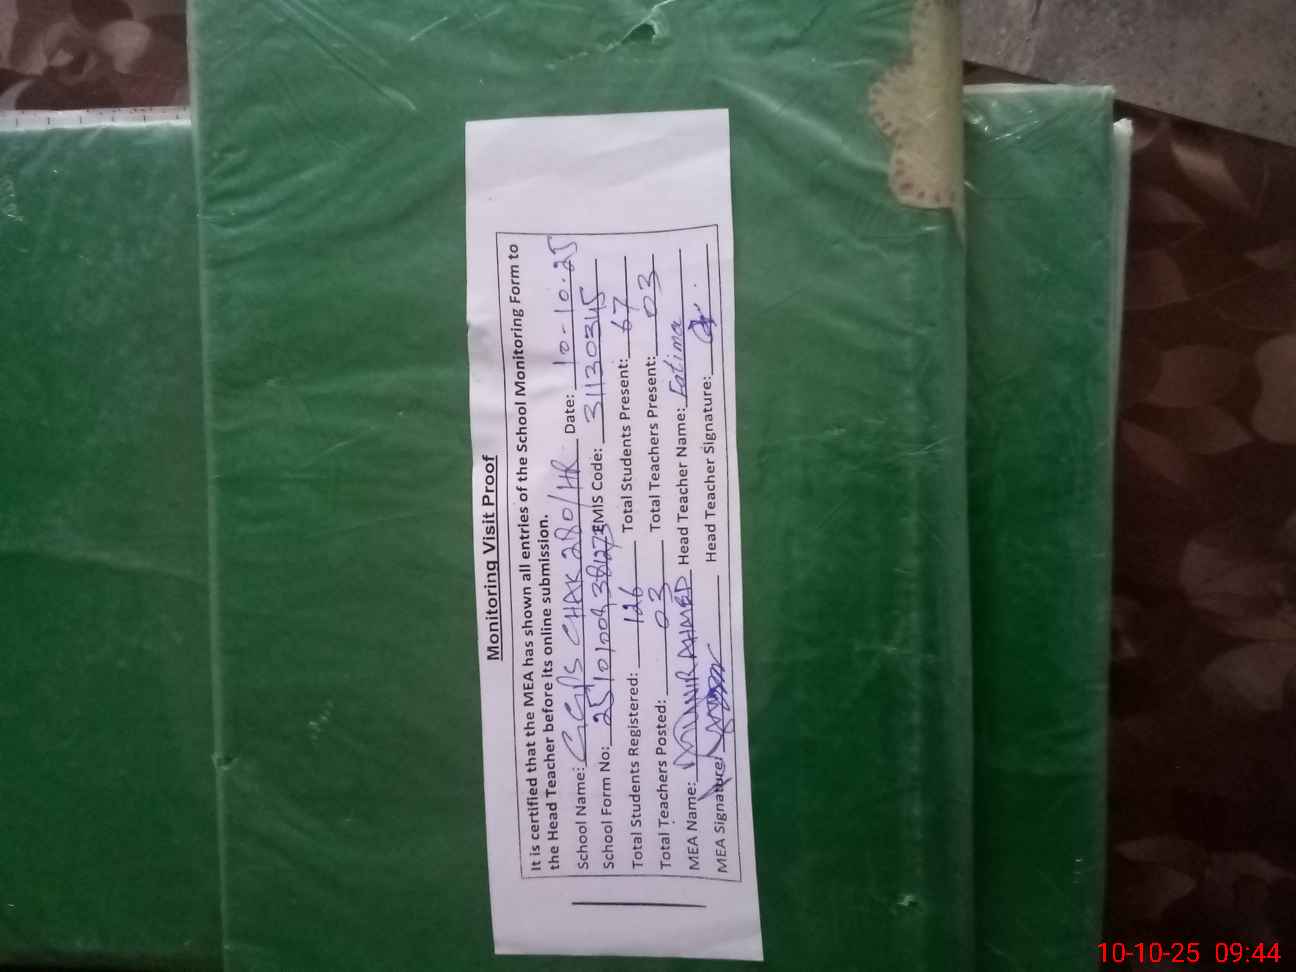 Monitoring Visit Proof
It is certified that the MEA has shown all entries of the School Monitoring Form to
the Head Teacher before its online submission.
School Name: GGPS CHAK 280/HR Date: 10-10-25
School Form No: EMIS Code: 31130345
Total Students Registered: 126 Total Students Present: 67
Total Teachers Posted: 03 Total Teachers Present: 03
MEA Name: MUNIR AHMED Head Teacher Name: Fatima
MEA Signature: Head Teacher Signature:
10-10-25 09:44